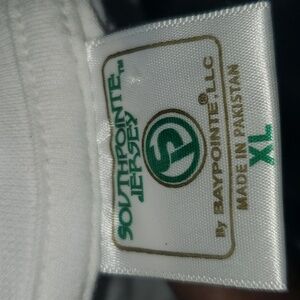 SOUTHPOINTE™
JERSEY
SP®
By BAYPOINTE, LLC
MADE IN PAKISTAN
XL